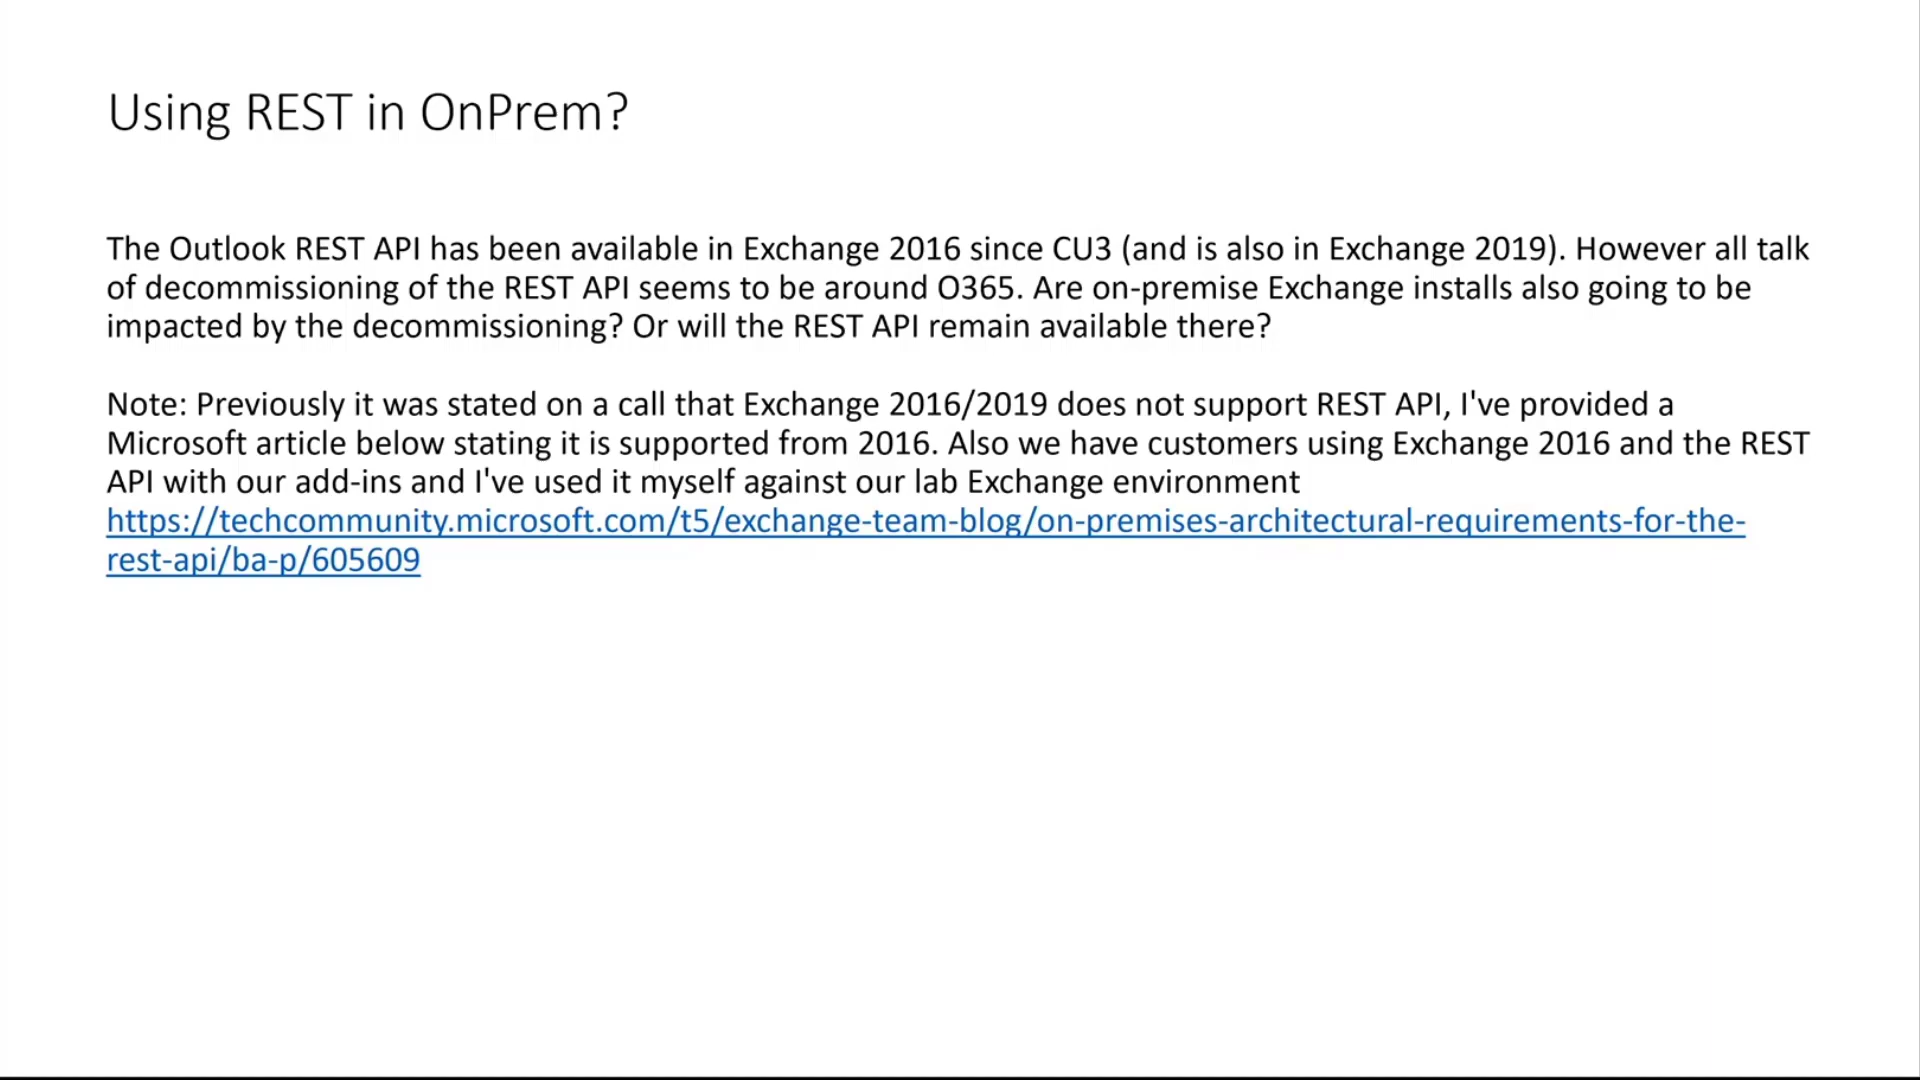 Using REST in OnPrem?
The Outlook REST API has been available in Exchange 2016 since CU3 (and is also in Exchange 2019). However all talk
of decommissioning of the REST API seems to be around O365. Are on-premise Exchange installs also going to be
impacted by the decommissioning? Or will the REST API remain available there?
Note: Previously it was stated on a call that Exchange 2016/2019 does not support REST API, I've provided a
Microsoft article below stating it is supported from 2016. Also we have customers using Exchange 2016 and the REST
API with our add-ins and I've used it myself against our lab Exchange environment
https://techcommunity.microsoft.com/t5/exchange-team-blog/on-premises-architectural-requirements-for-the-
rest-api/ba-p/605609